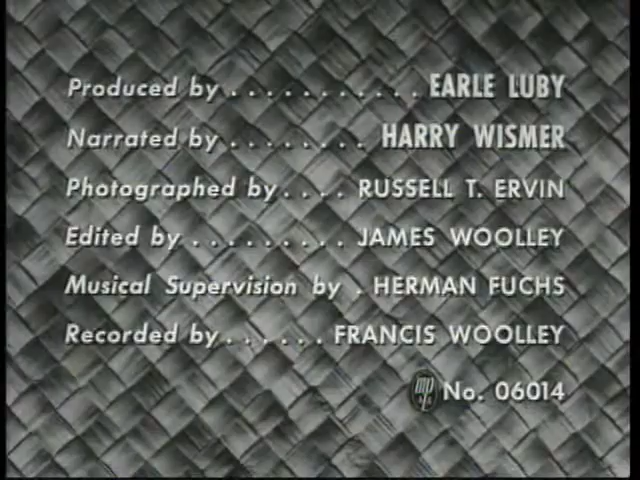 Produced by . . . . . . . . . . . EARLE LUBY
Narrated by . . . . . . . . HARRY WISMER
Photographed by . . . . RUSSELL T. ERVIN
Edited by . . . . . . . . . JAMES WOOLLEY
Musical Supervision by . HERMAN FUCHS
Recorded by . . . . . . FRANCIS WOOLLEY
No. 06014